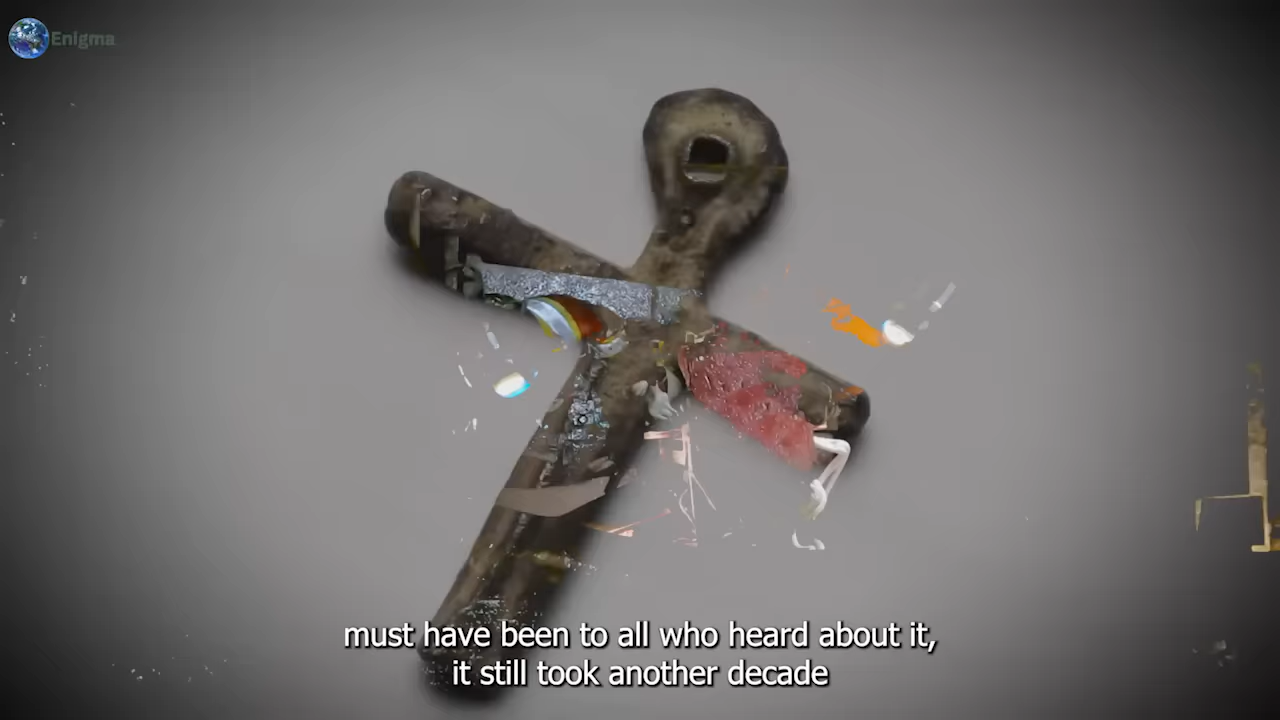 Enigma
must have been to all who heard about it,
it still took another decade